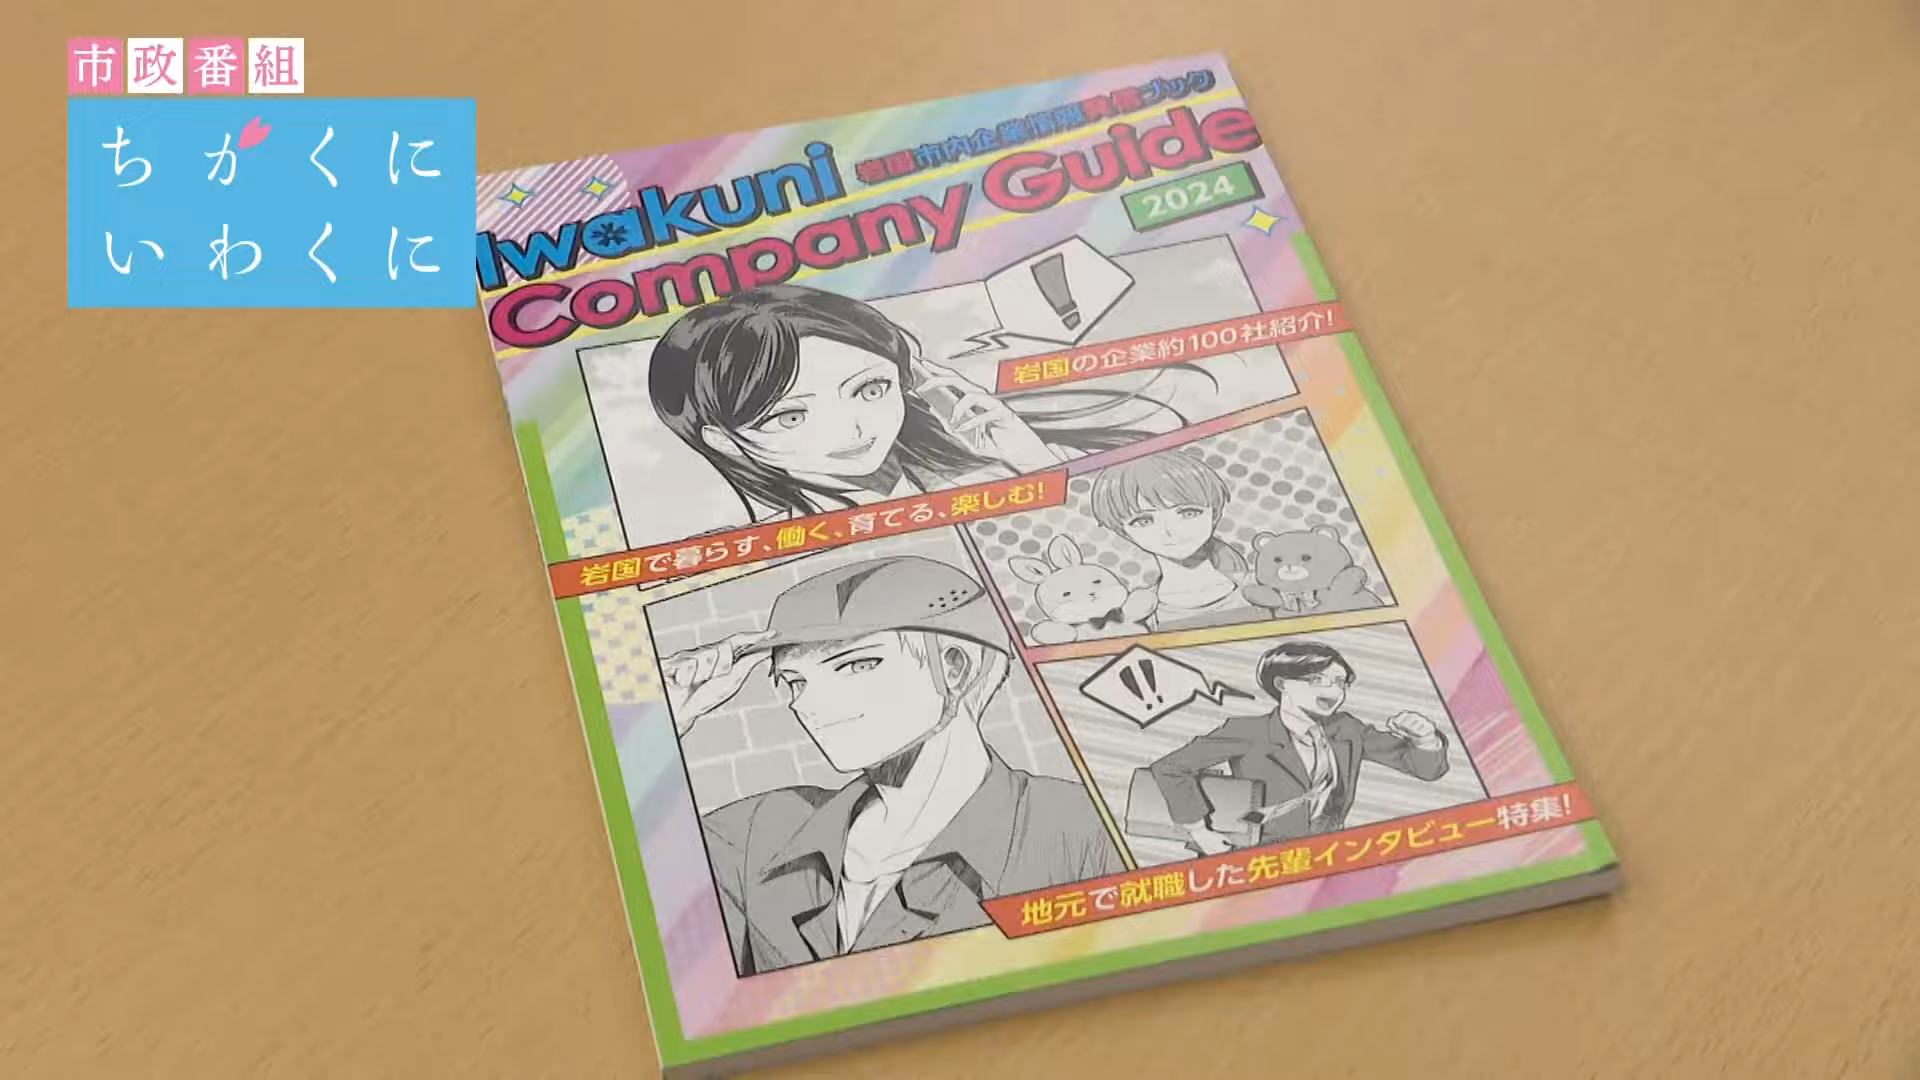 市政番組
ちかくに
いわくに
岩国市内企業情報発信ブック
Iwakuni
Company Guide
2024
!
岩国の企業約100社紹介!
岩国で暮らす、働く、育てる、楽しむ!
!!
地元で就職した先輩インタビュー特集!